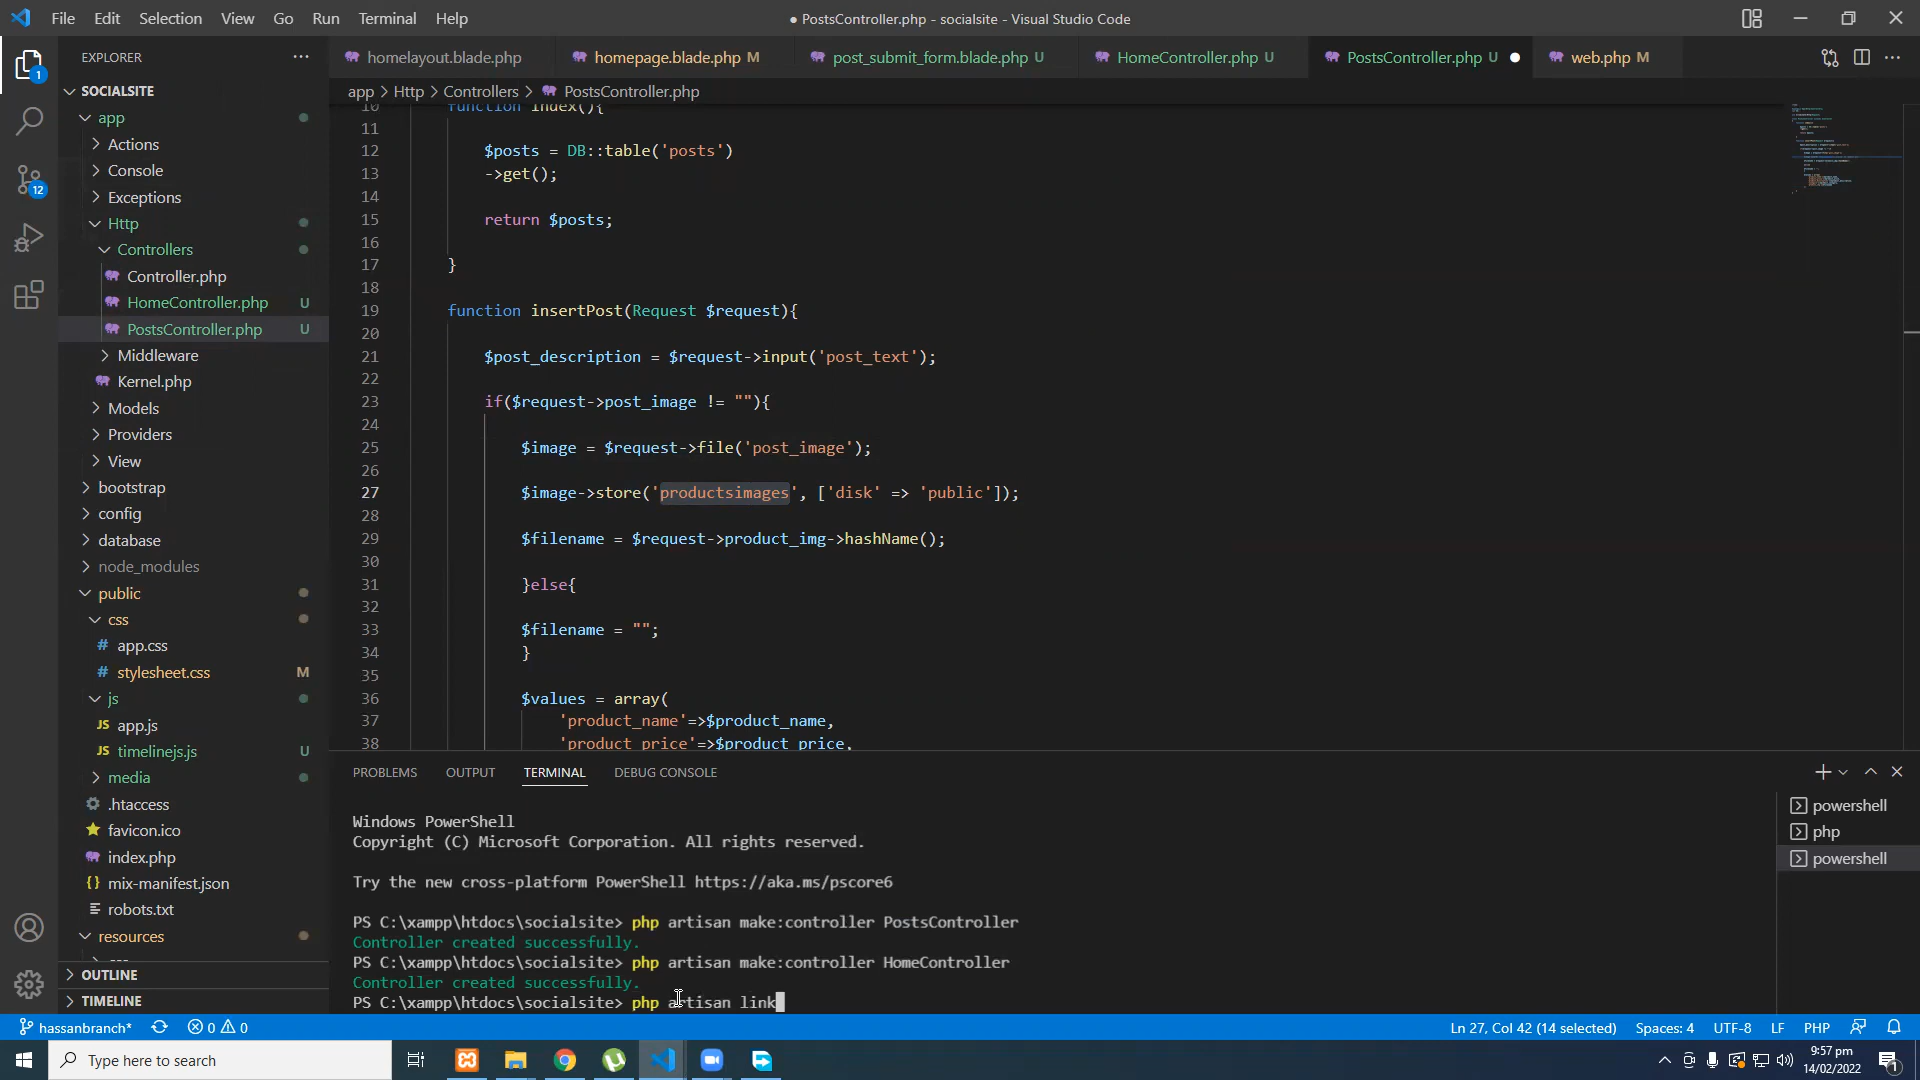 File Edit Selection View Go Run Terminal Help
● PostsController.php - socialsite - Visual Studio Code
EXPLORER
homelayout.blade.php
homepage.blade.php M
post_submit_form.blade.php U
HomeController.php U
PostsController.php U
web.php M
app > Http > Controllers > PostsController.php
SOCIALSITE
app
Actions
Console
Exceptions
Http
Controllers
Controller.php
HomeController.php U
PostsController.php U
Middleware
Kernel.php
Models
Providers
View
bootstrap
config
database
node_modules
public
css
app.css
stylesheet.css M
js
app.js
timelinejs.js U
media
.htaccess
favicon.ico
index.php
mix-manifest.json
robots.txt
resources
OUTLINE
TIMELINE
10 function index(){
11
12 $posts = DB::table('posts')
13 ->get();
14
15 return $posts;
16
17 }
18
19 function insertPost(Request $request){
20
21 $post_description = $request->input('post_text');
22
23 if($request->post_image != ""){
24
25 $image = $request->file('post_image');
26
27 $image->store('productsimages', ['disk' => 'public']);
28
29 $filename = $request->product_img->hashName();
30
31 }else{
32
33 $filename = "";
34 }
35
36 $values = array(
37 'product_name'=>$product_name,
38 'product_price'=>$product_price,
PROBLEMS OUTPUT TERMINAL DEBUG CONSOLE
Windows PowerShell
Copyright (C) Microsoft Corporation. All rights reserved.
Try the new cross-platform PowerShell https://aka.ms/pscore6
PS C:\xampp\htdocs\socialsite> php artisan make:controller PostsController
Controller created successfully.
PS C:\xampp\htdocs\socialsite> php artisan make:controller HomeController
Controller created successfully.
PS C:\xampp\htdocs\socialsite> php artisan link
powershell
php
powershell
hassanbranch* 0 0
Ln 27, Col 42 (14 selected) Spaces: 4 UTF-8 LF PHP
Type here to search
9:57 pm
14/02/2022
1
12
1